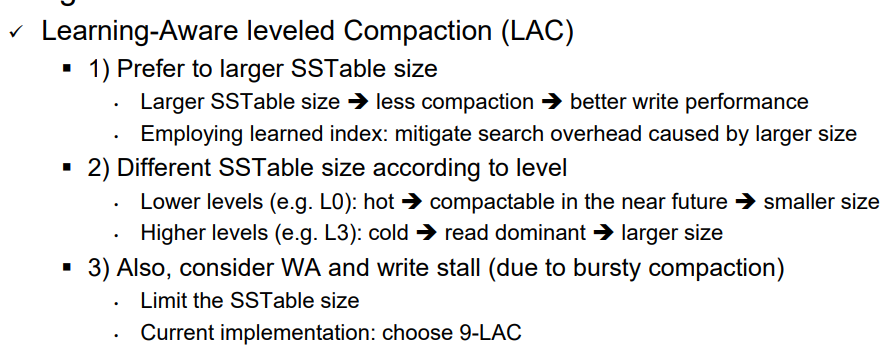 ✓ Learning-Aware leveled Compaction (LAC)
▪ 1) Prefer to larger SSTable size
· Larger SSTable size ➔ less compaction ➔ better write performance
· Employing learned index: mitigate search overhead caused by larger size
▪ 2) Different SSTable size according to level
· Lower levels (e.g. L0): hot ➔ compactable in the near future ➔ smaller size
· Higher levels (e.g. L3): cold ➔ read dominant ➔ larger size
▪ 3) Also, consider WA and write stall (due to bursty compaction)
· Limit the SSTable size
· Current implementation: choose 9-LAC